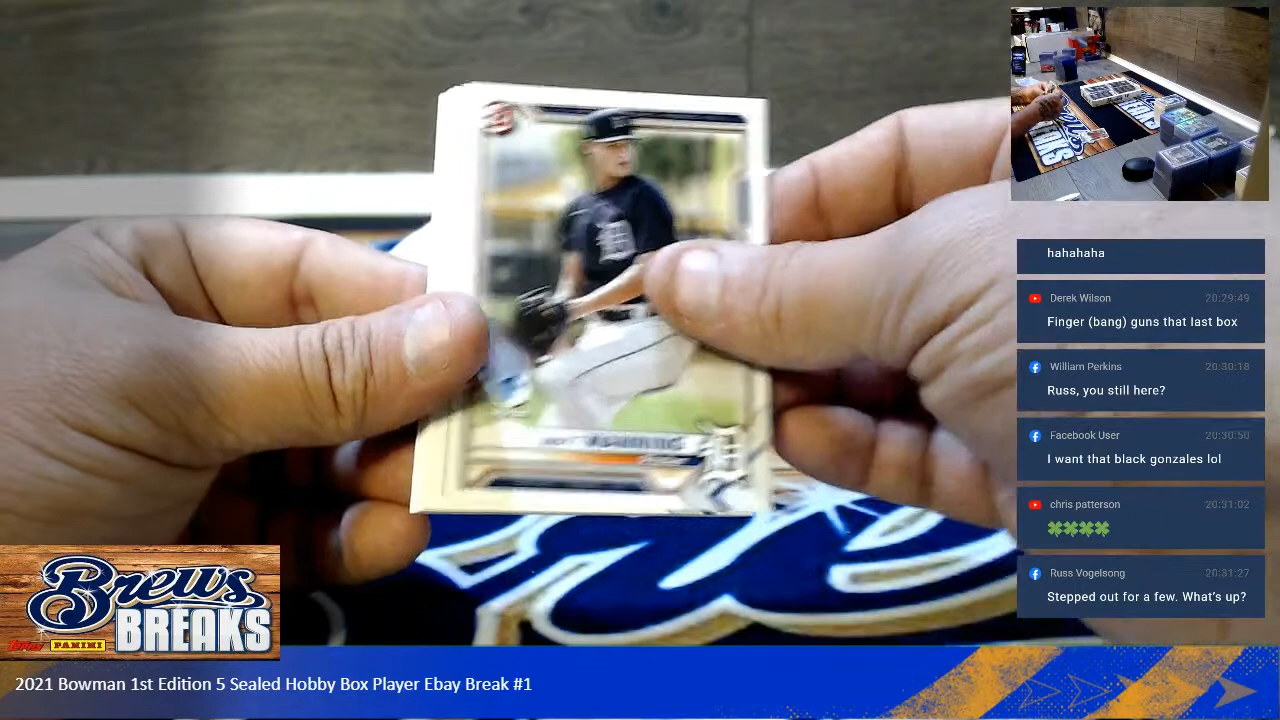 hahahaha
Derek Wilson 20:29:49
Finger (bang) guns that last box
William Perkins 20:30:18
Russ, you still here?
Facebook User 20:30:50
I want that black gonzales lol
chris patterson 20:31:02
🍀🍀🍀🍀
Russ Vogelsong 20:31:27
Stepped out for a few. What's up?
Brews
BREAKS
Topps PANINI
2021 Bowman 1st Edition 5 Sealed Hobby Box Player Ebay Break #1
BREAKS